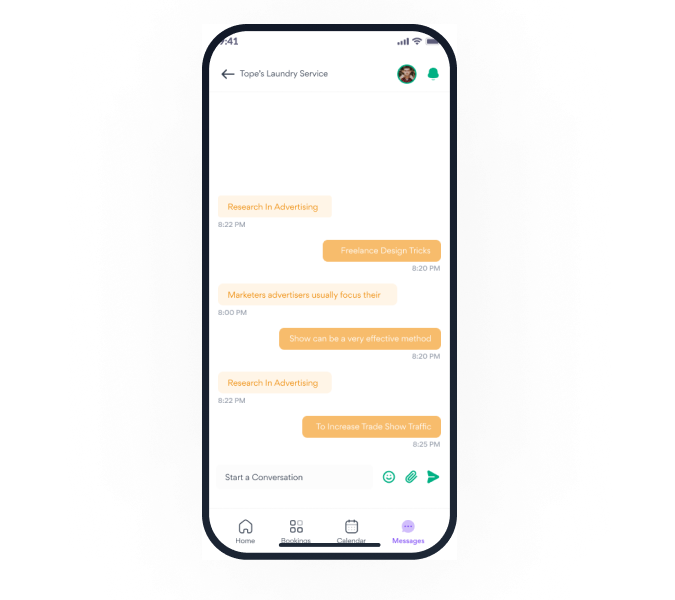 9:41
Tope's Laundry Service
Research In Advertising
8:22 PM
Freelance Design Tricks
8:20 PM
Marketers advertisers usually focus their
8:00 PM
Show can be a very effective method
8:20 PM
Research In Advertising
8:22 PM
To Increase Trade Show Traffic
8:25 PM
Start a Conversation
Home Bookings Calendar Messages